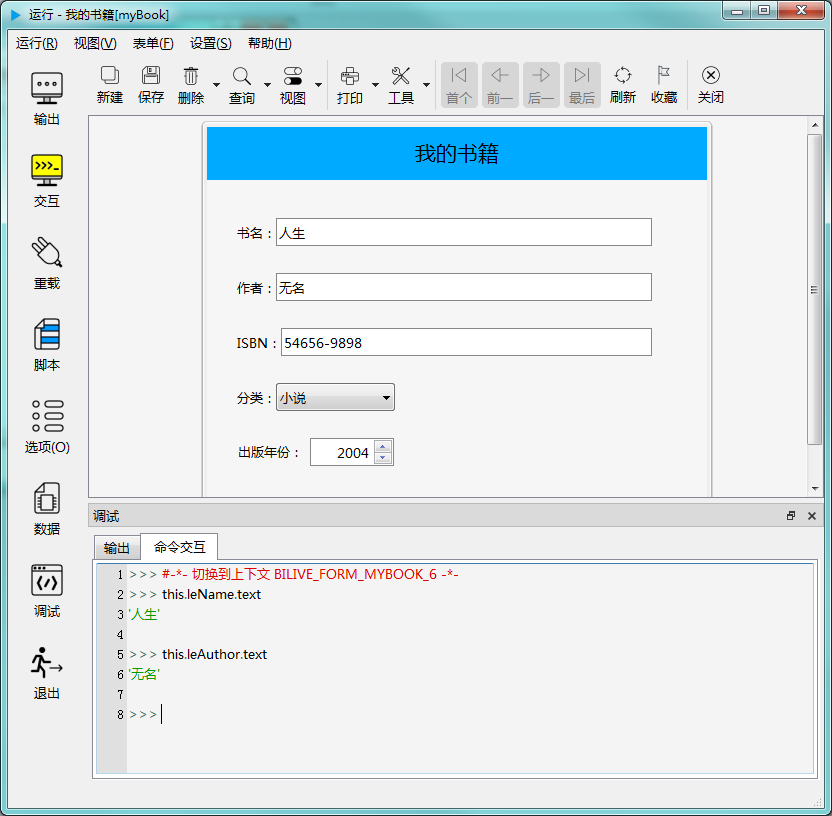 运行 - 我的书籍[myBook]
运行(R) 视图(V) 表单(F) 设置(S) 帮助(H)
新建 保存 删除 查询 视图 打印 工具 首个 前一 后一 最后 刷新 收藏 关闭
输出
交互
重载
脚本
选项(O)
数据
调试
退出
我的书籍
书名： 人生
作者： 无名
ISBN： 54656-9898
分类： 小说
出版年份： 2004
调试
输出 命令交互
1 >>> #-*- 切换到上下文 BILIVE_FORM_MYBOOK_6 -*-
2 >>> this.leName.text
3 '人生'
4
5 >>> this.leAuthor.text
6 '无名'
7
8 >>>